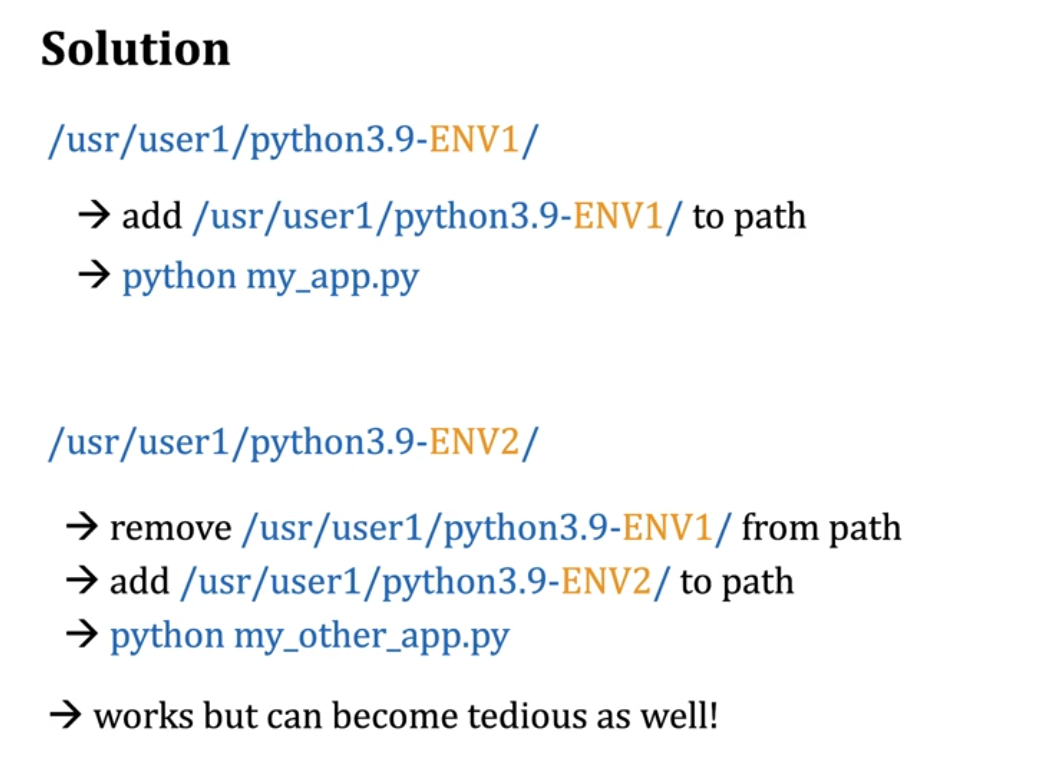 Solution
/usr/user1/python3.9-ENV1/
→ add /usr/user1/python3.9-ENV1/ to path
→ python my_app.py
/usr/user1/python3.9-ENV2/
→ remove /usr/user1/python3.9-ENV1/ from path
→ add /usr/user1/python3.9-ENV2/ to path
→ python my_other_app.py
→ works but can become tedious as well!